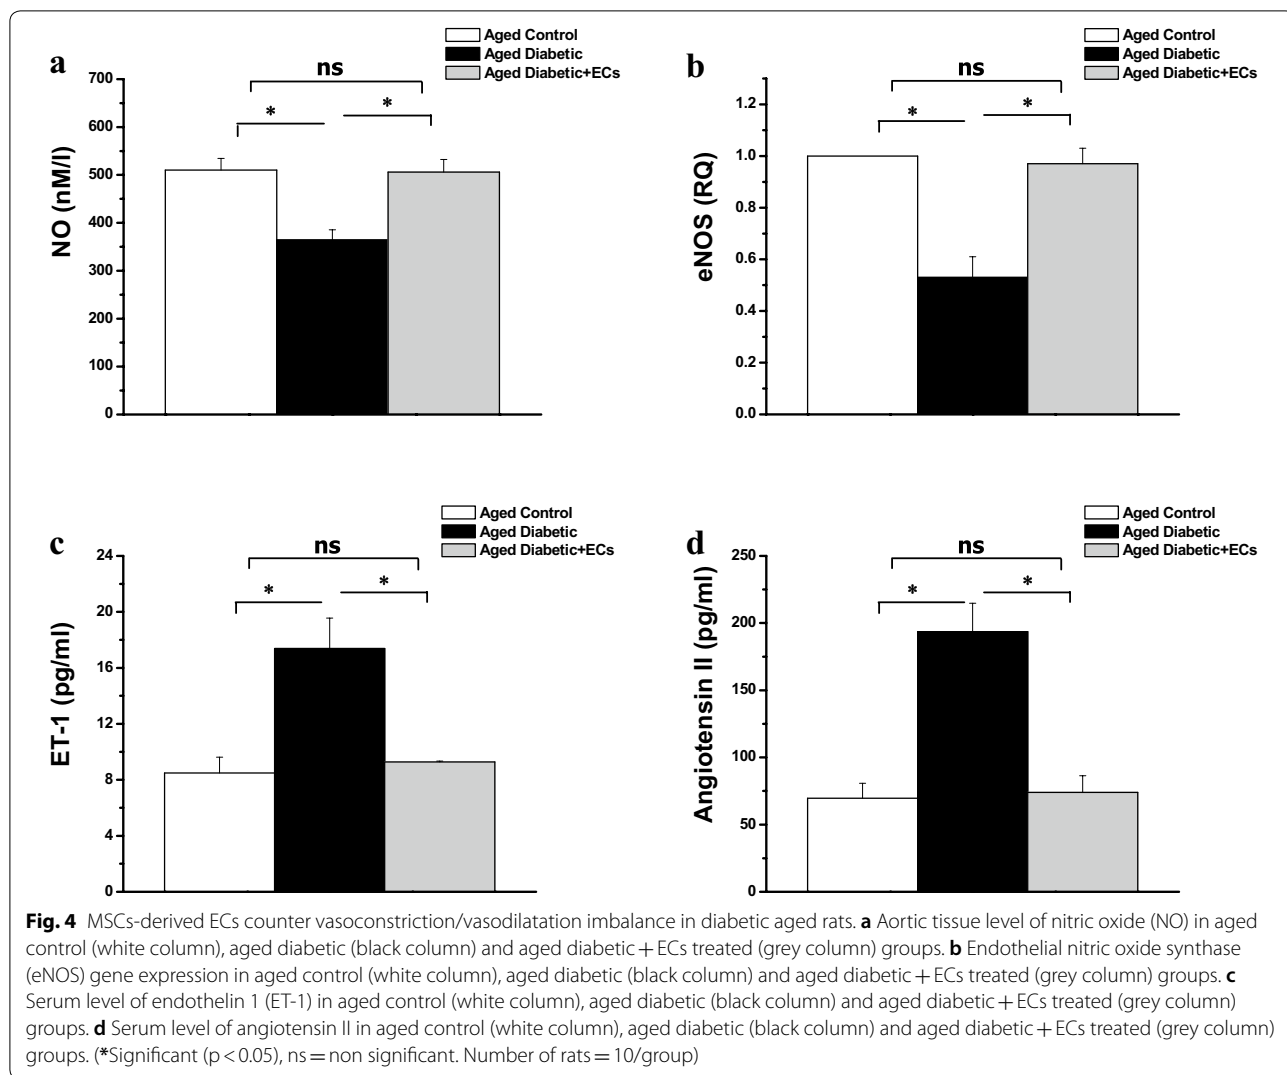 a
Aged Control
Aged Diabetic
Aged Diabetic+ECs
ns
*
*
NO (nM/l)
700
600
500
400
300
200
100
0
b
Aged Control
Aged Diabetic
Aged Diabetic+ECs
ns
*
*
eNOS (RQ)
1.2
1.0
0.8
0.6
0.4
0.2
0.0
c
Aged Control
Aged Diabetic
Aged Diabetic+ECs
ns
*
*
ET-1 (pg/ml)
24
20
16
12
8
4
0
d
Aged Control
Aged Diabetic
Aged Diabetic+ECs
ns
*
*
Angiotensin II (pg/ml)
250
200
150
100
50
0
Fig. 4 MSCs-derived ECs counter vasoconstriction/vasodilatation imbalance in diabetic aged rats. a Aortic tissue level of nitric oxide (NO) in aged
control (white column), aged diabetic (black column) and aged diabetic + ECs treated (grey column) groups. b Endothelial nitric oxide synthase
(eNOS) gene expression in aged control (white column), aged diabetic (black column) and aged diabetic + ECs treated (grey column) groups. c
Serum level of endothelin 1 (ET-1) in aged control (white column), aged diabetic (black column) and aged diabetic + ECs treated (grey column)
groups. d Serum level of angiotensin II in aged control (white column), aged diabetic (black column) and aged diabetic + ECs treated (grey column)
groups. (*Significant (p < 0.05), ns = non significant. Number of rats = 10/group)